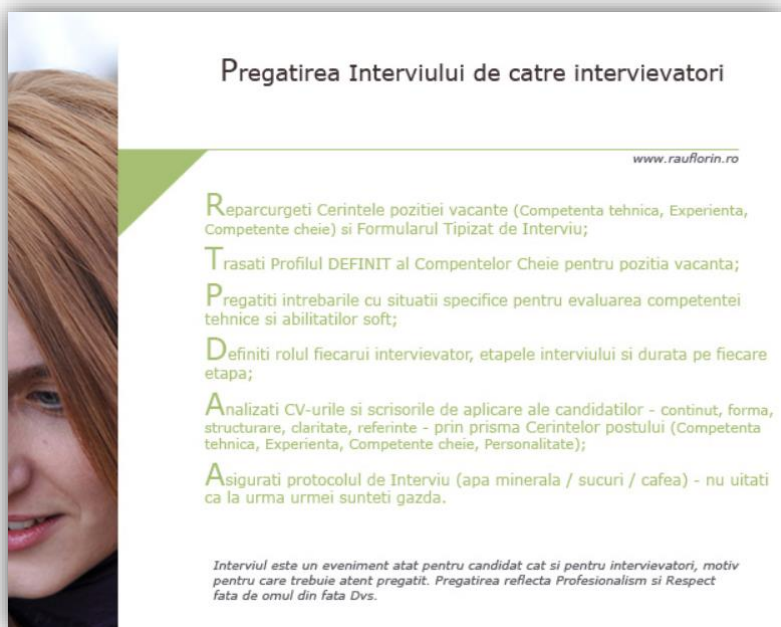 Pregatirea Interviului de catre intervievatori
www.rauflorin.ro
Reparcurgeti Cerintele pozitiei vacante (Competenta tehnica, Experienta,
Competente cheie) si Formularul Tipizat de Interviu;
Trasati Profilul DEFINIT al Compentelor Cheie pentru pozitia vacanta;
Pregatiti intrebarile cu situatii specifice pentru evaluarea competentei
tehnice si abilitatilor soft;
Definiti rolul fiecarui intervievator, etapele interviului si durata pe fiecare
etapa;
Analizati CV-urile si scrisorile de aplicare ale candidatilor - continut, forma,
structurare, claritate, referinte - prin prisma Cerintelor postului (Competenta
tehnica, Experienta, Competente cheie, Personalitate);
Asigurati protocolul de Interviu (apa minerala / sucuri / cafea) - nu uitati
ca la urma urmei sunteti gazda.
Interviul este un eveniment atat pentru candidat cat si pentru intervievatori, motiv
pentru care trebuie atent pregatit. Pregatirea reflecta Profesionalism si Respect
fata de omul din fata Dvs.